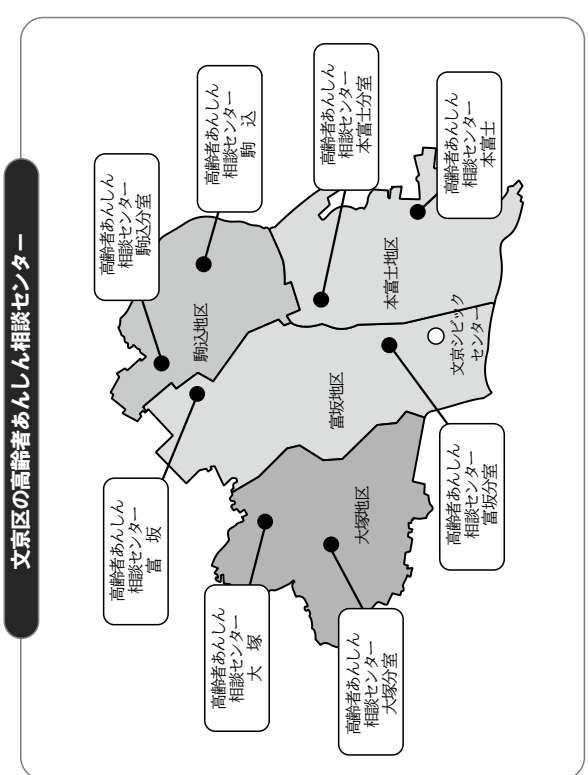 文京区の高齢者あんしん相談センター
高齢者あんしん
相談センター
富　坂
高齢者あんしん
相談センター
駒込分室
高齢者あんしん
相談センター
駒　込
高齢者あんしん
相談センター
大　塚
高齢者あんしん
相談センター
本富士分室
高齢者あんしん
相談センター
大塚分室
高齢者あんしん
相談センター
富坂分室
高齢者あんしん
相談センター
本富士
駒込地区
富坂地区
大塚地区
本富士地区
文京シビック
センター